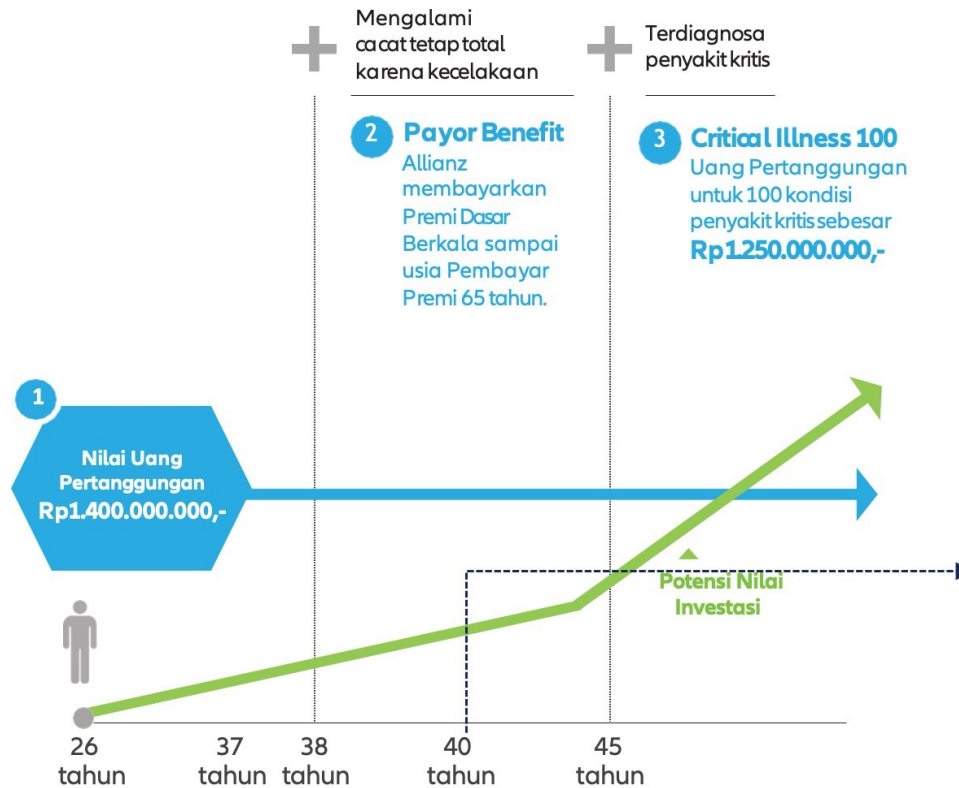 Mengalami
cacat tetap total
karena kecelakaan
Terdiagnosa
penyakit kritis
2
Payor Benefit
Allianz
membayarkan
Premi Dasar
Berkala sampai
usia Pembayar
Premi 65 tahun.
3
Critical Illness 100
Uang Pertanggungan
untuk 100 kondisi
penyakit kritis sebesar
Rp1.250.000.000,-
1
Nilai Uang
Pertanggungan
Rp1.400.000.000,-
Potensi Nilai
Investasi
26 37 38 40 45
tahun tahun tahun tahun tahun